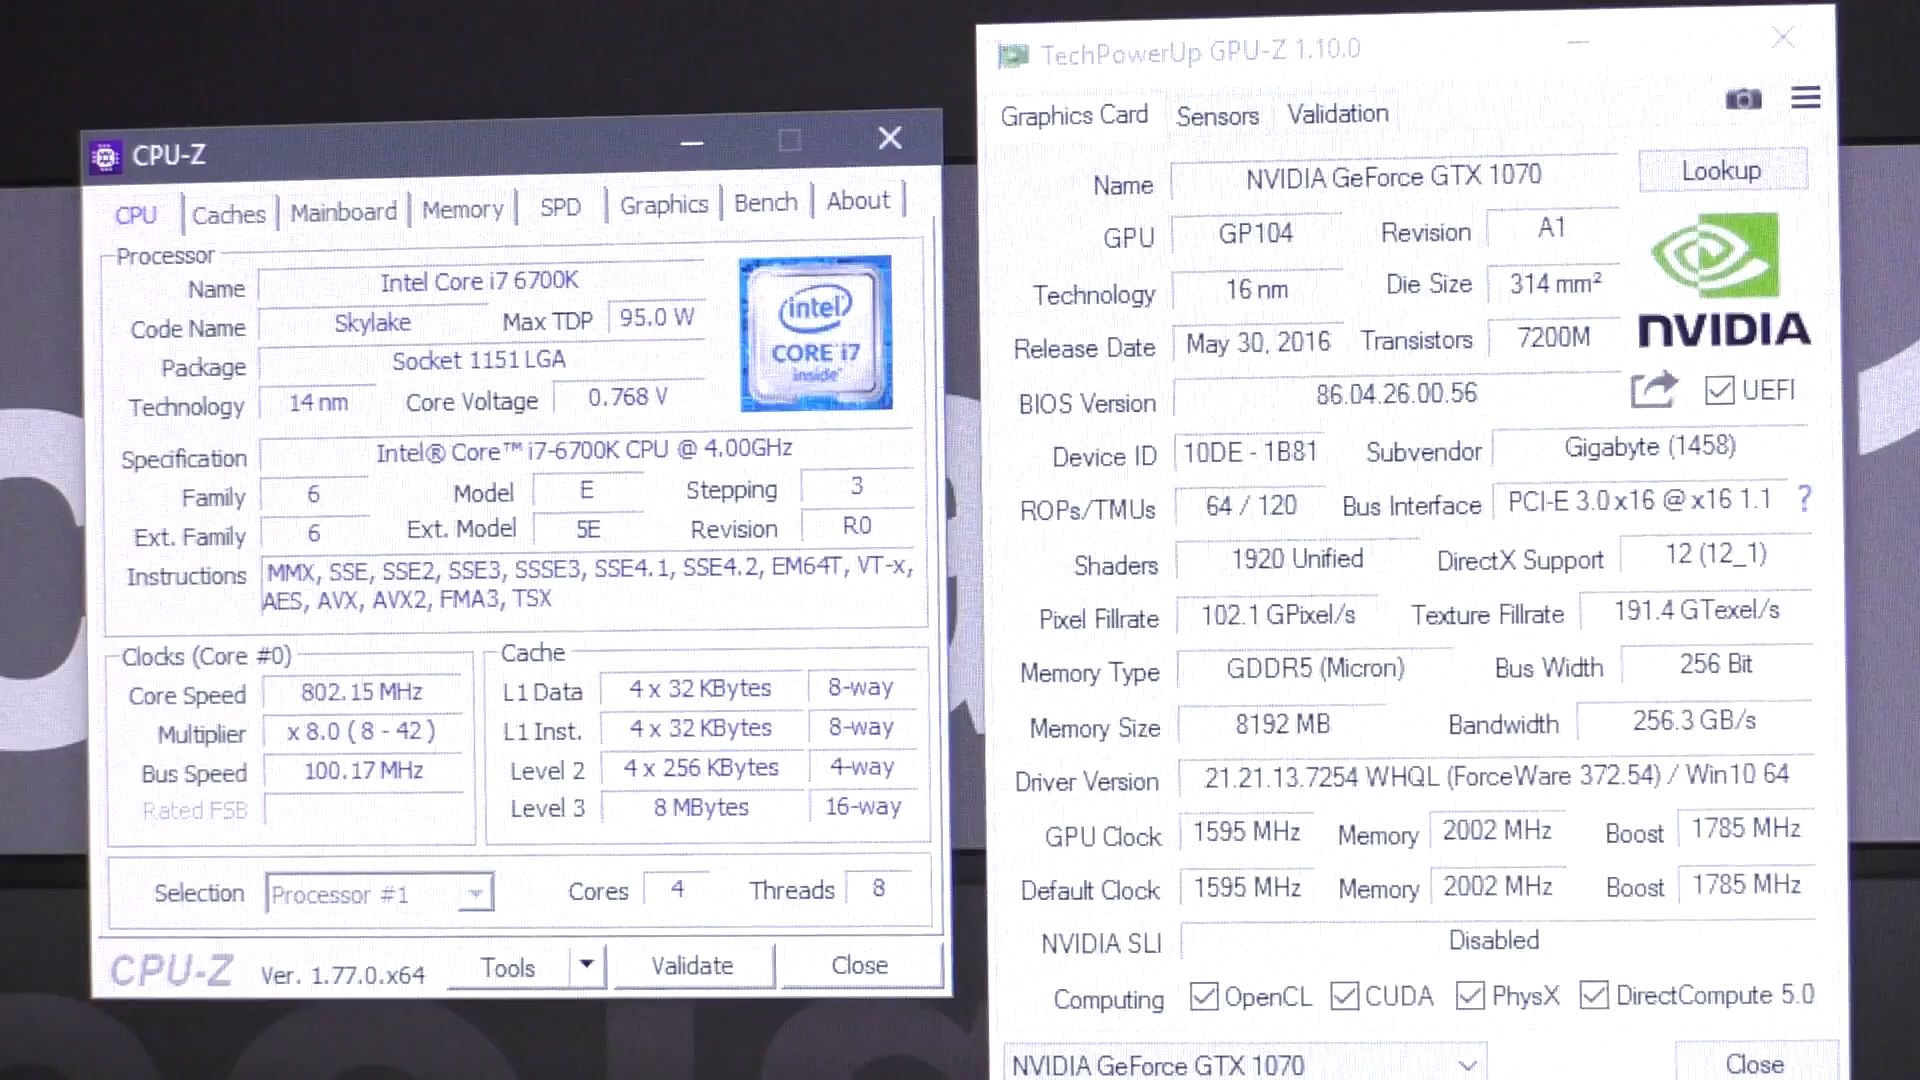 CPU-Z
CPU Caches Mainboard Memory SPD Graphics Bench About
Processor
Name Intel Core i7 6700K
Code Name Skylake Max TDP 95.0 W
Package Socket 1151 LGA
Technology 14 nm Core Voltage 0.768 V
intel
CORE i7
inside
Specification Intel® Core™ i7-6700K CPU @ 4.00GHz
Family 6 Model E Stepping 3
Ext. Family 6 Ext. Model 5E Revision R0
Instructions MMX, SSE, SSE2, SSE3, SSSE3, SSE4.1, SSE4.2, EM64T, VT-x,
AES, AVX, AVX2, FMA3, TSX
Clocks (Core #0)
Core Speed 802.15 MHz
Multiplier x 8.0 ( 8 - 42 )
Bus Speed 100.17 MHz
Rated FSB
Cache
L1 Data 4 x 32 KBytes 8-way
L1 Inst. 4 x 32 KBytes 8-way
Level 2 4 x 256 KBytes 4-way
Level 3 8 MBytes 16-way
Selection Processor #1 Cores 4 Threads 8
CPU-Z Ver. 1.77.0.x64 Tools Validate Close
TechPowerUp GPU-Z 1.10.0
Graphics Card Sensors Validation
Name NVIDIA GeForce GTX 1070 Lookup
GPU GP104 Revision A1
Technology 16 nm Die Size 314 mm²
NVIDIA
Release Date May 30, 2016 Transistors 7200M
BIOS Version 86.04.26.00.56 UEFI
Device ID 10DE - 1B81 Subvendor Gigabyte (1458)
ROPs/TMUs 64 / 120 Bus Interface PCI-E 3.0 x16 @ x16 1.1 ?
Shaders 1920 Unified DirectX Support 12 (12_1)
Pixel Fillrate 102.1 GPixel/s Texture Fillrate 191.4 GTexel/s
Memory Type GDDR5 (Micron) Bus Width 256 Bit
Memory Size 8192 MB Bandwidth 256.3 GB/s
Driver Version 21.21.13.7254 WHQL (ForceWare 372.54) / Win10 64
GPU Clock 1595 MHz Memory 2002 MHz Boost 1785 MHz
Default Clock 1595 MHz Memory 2002 MHz Boost 1785 MHz
NVIDIA SLI Disabled
Computing OpenCL CUDA PhysX DirectCompute 5.0
NVIDIA GeForce GTX 1070 Close